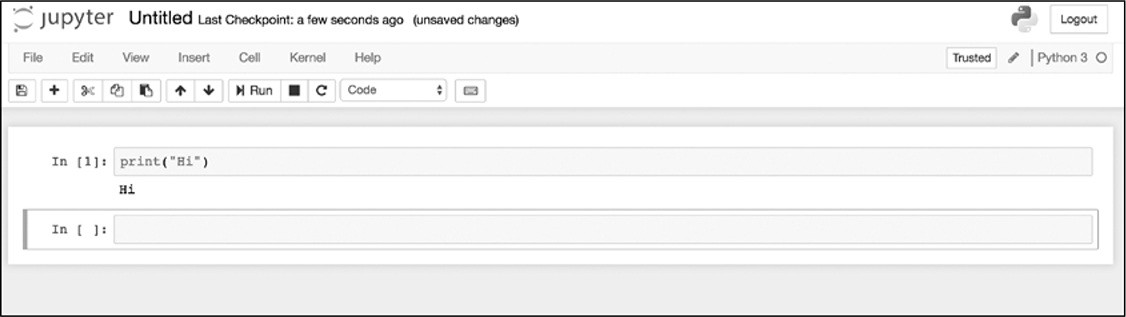 jupyter Untitled Last Checkpoint: a few seconds ago (unsaved changes) Logout
File Edit View Insert Cell Kernel Help Trusted Python 3
Run Code
In [1]: print("Hi")
Hi
In [ ]: